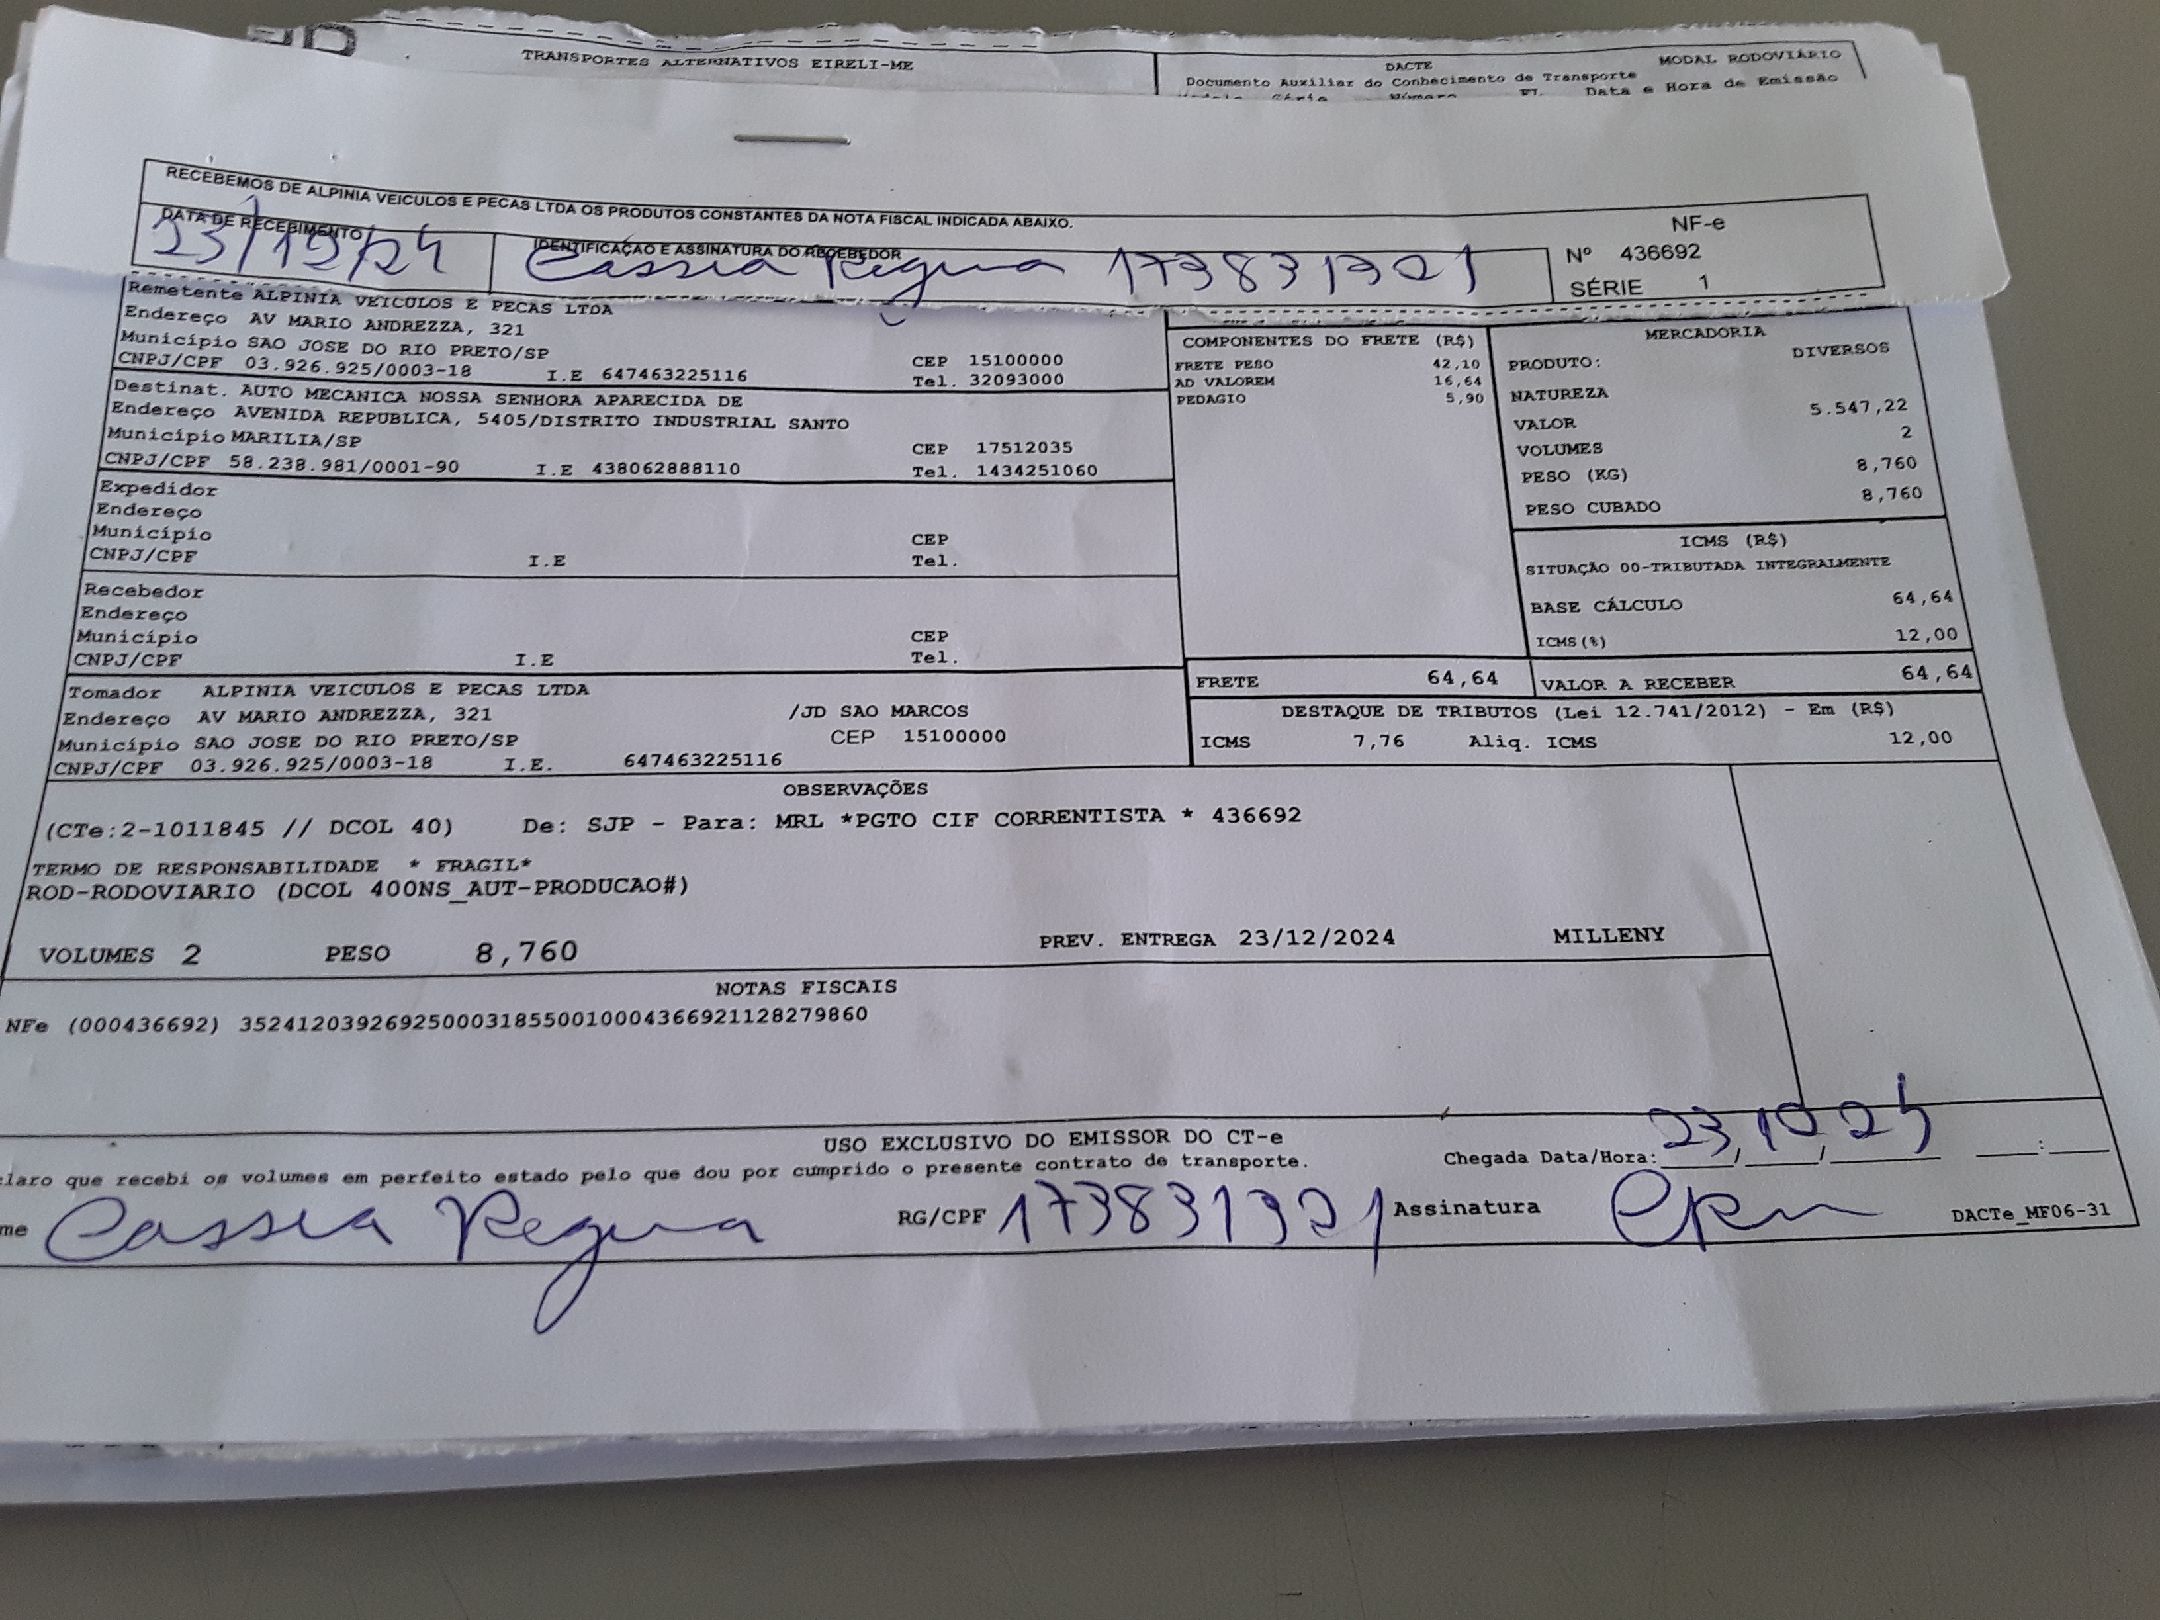 TRANSPORTES ALTERNATIVOS EIRELI-ME
DACTE
MODAL RODOVIÁRIO
Documento Auxiliar do Conhecimento de Transporte
Número
Data e Hora de Emissão
RECEBEMOS DE ALPINIA VEICULOS E PECAS LTDA OS PRODUTOS CONSTANTES DA NOTA FISCAL INDICADA ABAIXO.
DATA DE RECEBIMENTO
23/12/24
IDENTIFICAÇÃO E ASSINATURA DO RECEBEDOR
Cassia Regina 173831321
NF-e
Nº 436692
SÉRIE 1
Remetente ALPINIA VEICULOS E PECAS LTDA
Endereço AV MARIO ANDREZZA, 321
Município SAO JOSE DO RIO PRETO/SP CEP 15100000
CNPJ/CPF 03.926.925/0003-18 I.E 647463225116 Tel. 32093000
Destinat. AUTO MECANICA NOSSA SENHORA APARECIDA DE
Endereço AVENIDA REPUBLICA, 5405/DISTRITO INDUSTRIAL SANTO
Município MARILIA/SP CEP 17512035
CNPJ/CPF 58.238.981/0001-90 I.E 438062888110 Tel. 1434251060
Expedidor
Endereço
Município CEP
CNPJ/CPF I.E Tel.
Recebedor
Endereço
Município CEP
CNPJ/CPF I.E Tel.
Tomador ALPINIA VEICULOS E PECAS LTDA
Endereço AV MARIO ANDREZZA, 321 /JD SAO MARCOS
Município SAO JOSE DO RIO PRETO/SP CEP 15100000
CNPJ/CPF 03.926.925/0003-18 I.E. 647463225116
COMPONENTES DO FRETE (R$)
FRETE PESO 42,10
AD VALOREM 16,64
PEDAGIO 5,90
FRETE 64,64
MERCADORIA
PRODUTO: DIVERSOS
NATUREZA
VALOR 5.547,22
VOLUMES 2
PESO (KG) 8,760
PESO CUBADO 8,760
ICMS (R$)
SITUAÇÃO 00-TRIBUTADA INTEGRALMENTE
BASE CÁLCULO 64,64
ICMS(%) 12,00
VALOR A RECEBER 64,64
DESTAQUE DE TRIBUTOS (Lei 12.741/2012) - Em (R$)
ICMS 7,76 Aliq. ICMS 12,00
OBSERVAÇÕES
(CTe:2-1011845 // DCOL 40) De: SJP - Para: MRL *PGTO CIF CORRENTISTA * 436692
TERMO DE RESPONSABILIDADE * FRAGIL*
ROD-RODOVIARIO (DCOL 400NS_AUT-PRODUCAO#)
VOLUMES 2 PESO 8,760 PREV. ENTREGA 23/12/2024 MILLENY
NOTAS FISCAIS
NFe (000436692) 35241203926925000318550010004366921128279860
USO EXCLUSIVO DO EMISSOR DO CT-e
claro que recebi os volumes em perfeito estado pelo que dou por cumprido o presente contrato de transporte.
Chegada Data/Hora: 23/12/24 :
me Cassia Regina RG/CPF 173831321 Assinatura
DACTe_MF06-31